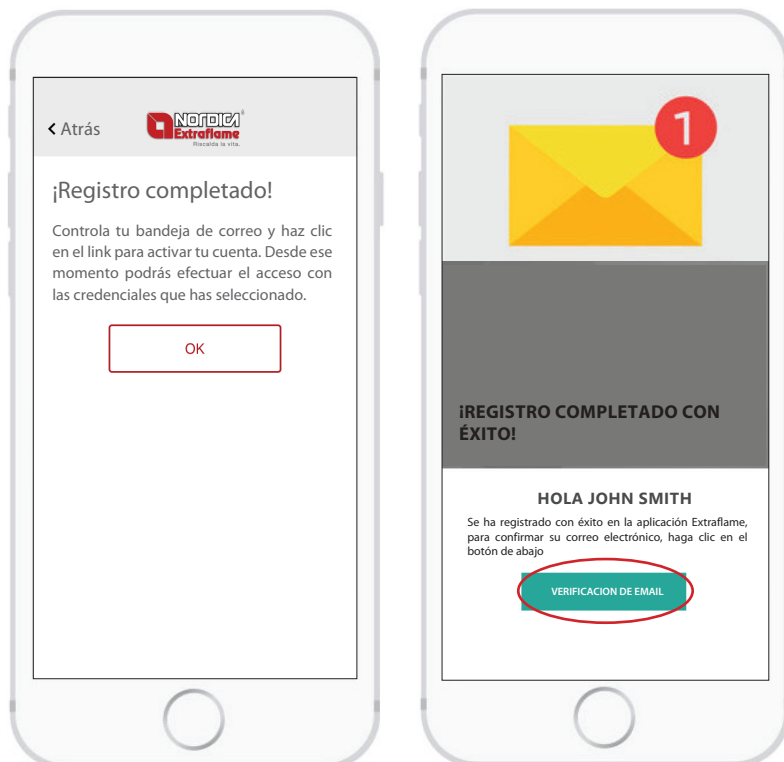 Atrás
NORDICA®
Extraflame
Riscalda la vita.
¡Registro completado!
Controla tu bandeja de correo y haz clic
en el link para activar tu cuenta. Desde ese
momento podrás efectuar el acceso con
las credenciales que has seleccionado.
OK
1
¡REGISTRO COMPLETADO CON
ÉXITO!
HOLA JOHN SMITH
Se ha registrado con éxito en la aplicación Extraflame,
para confirmar su correo electrónico, haga clic en el
botón de abajo
VERIFICACION DE EMAIL